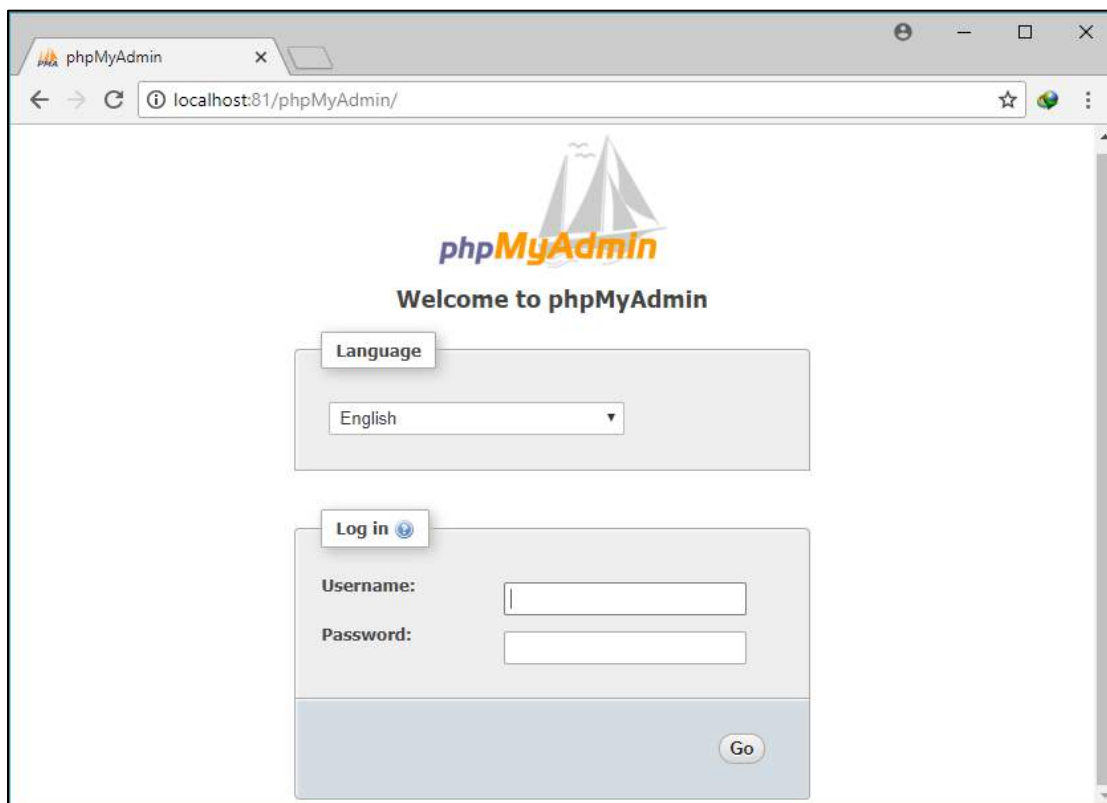 phpMyAdmin
localhost:81/phpMyAdmin/
phpMyAdmin
Welcome to phpMyAdmin
Language
English
Log in
Username:
Password:
Go